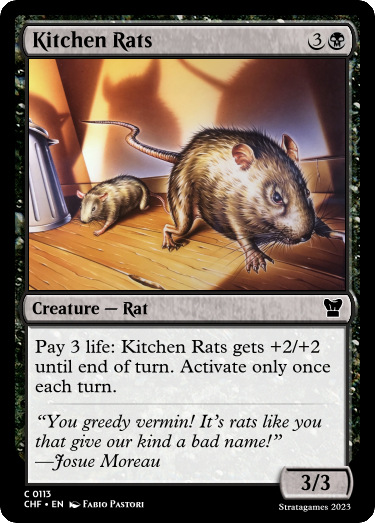 Kitchen Rats 3
Creature — Rat
Pay 3 life: Kitchen Rats gets +2/+2
until end of turn. Activate only once
each turn.
“You greedy vermin! It’s rats like you
that give our kind a bad name!”
—Josue Moreau
3/3
C 0113
CHF • EN Fabio Pastori
Stratagames 2023